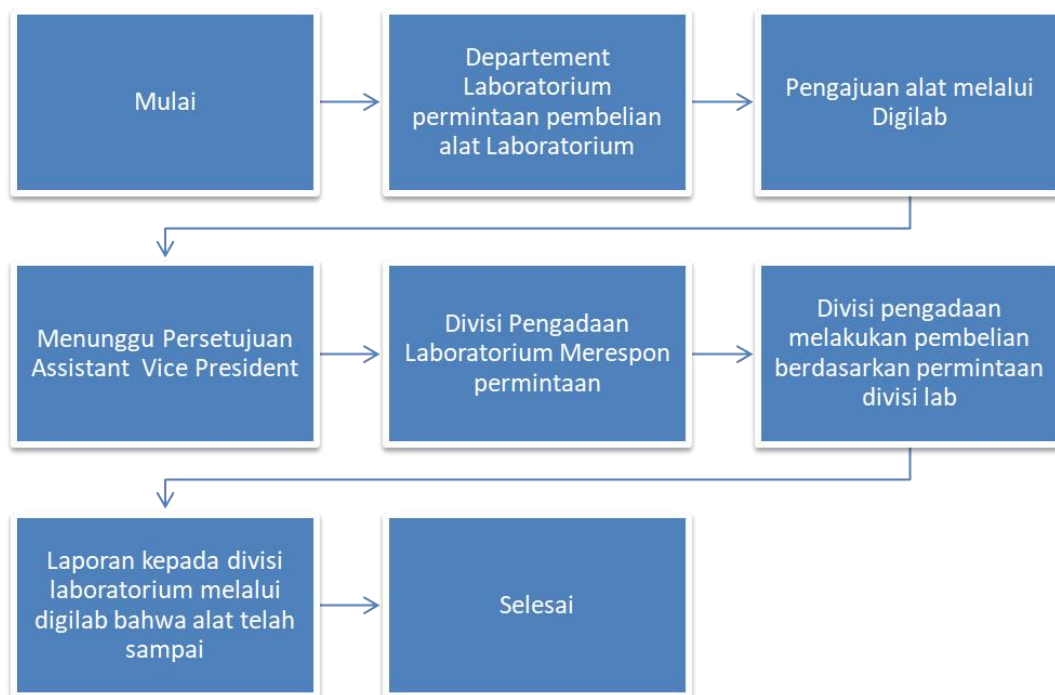 Mulai
Departement
Laboratorium
permintaan pembelian
alat Laboratorium
Pengajuan alat melalui
Digilab
Menunggu Persetujuan
Assistant Vice President
Divisi Pengadaan
Laboratorium Merespon
permintaan
Divisi pengadaan
melakukan pembelian
berdasarkan permintaan
divisi lab
Laporan kepada divisi
laboratorium melalui
digilab bahwa alat telah
sampai
Selesai